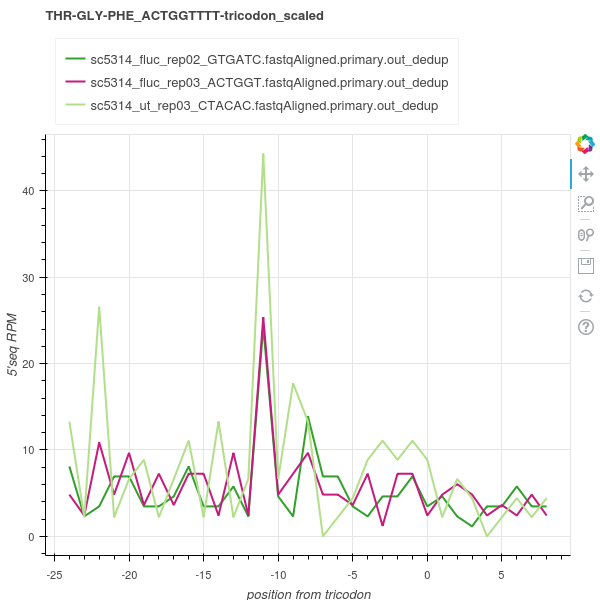 THR-GLY-PHE_ACTGGTTTT-tricodon_scaled
sc5314_fluc_rep02_GTGATC.fastqAligned.primary.out_dedup
sc5314_fluc_rep03_ACTGGT.fastqAligned.primary.out_dedup
sc5314_ut_rep03_CTACAC.fastqAligned.primary.out_dedup
5'seq RPM
40
30
20
10
0
-25 -20 -15 -10 -5 0 5
position from tricodon